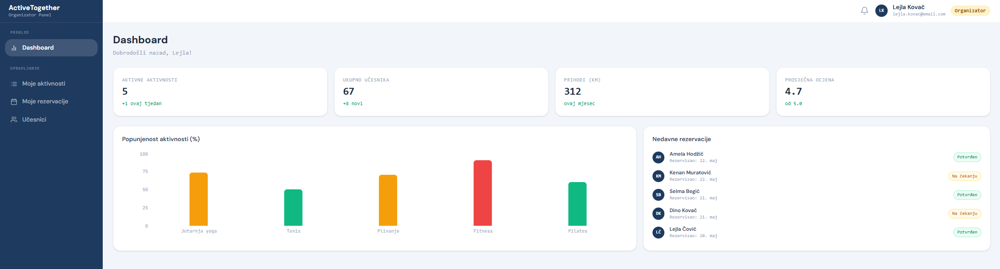 ActiveTogether
Organizator Panel
PREGLED
Dashboard
UPRAVLJANJE
Moje aktivnosti
Moje rezervacije
Učesnici
LK
Lejla Kovač
lejla.kovac@email.com
Organizator
Dashboard
Dobrodošli nazad, Lejla!
AKTIVNE AKTIVNOSTI
5
+1 ovaj tjedan
UKUPNO UČESNIKA
67
+8 novi
PRIHODI (KM)
312
ovaj mjesec
PROSJEČNA OCJENA
4.7
od 5.0
Popunjenost aktivnosti (%)
100
75
50
25
0
Jutarnja yoga
Tenis
Plivanje
Fitness
Pilates
Nedavne rezervacije
AH
Amela Hodžić
Rezervisao: 22. maj
Potvrđen
KM
Kenan Muratović
Rezervisao: 22. maj
Na čekanju
SB
Selma Begić
Rezervisao: 21. maj
Potvrđen
DK
Dino Kovač
Rezervisao: 21. maj
Na čekanju
LČ
Lejla Čović
Rezervisao: 20. maj
Potvrđen